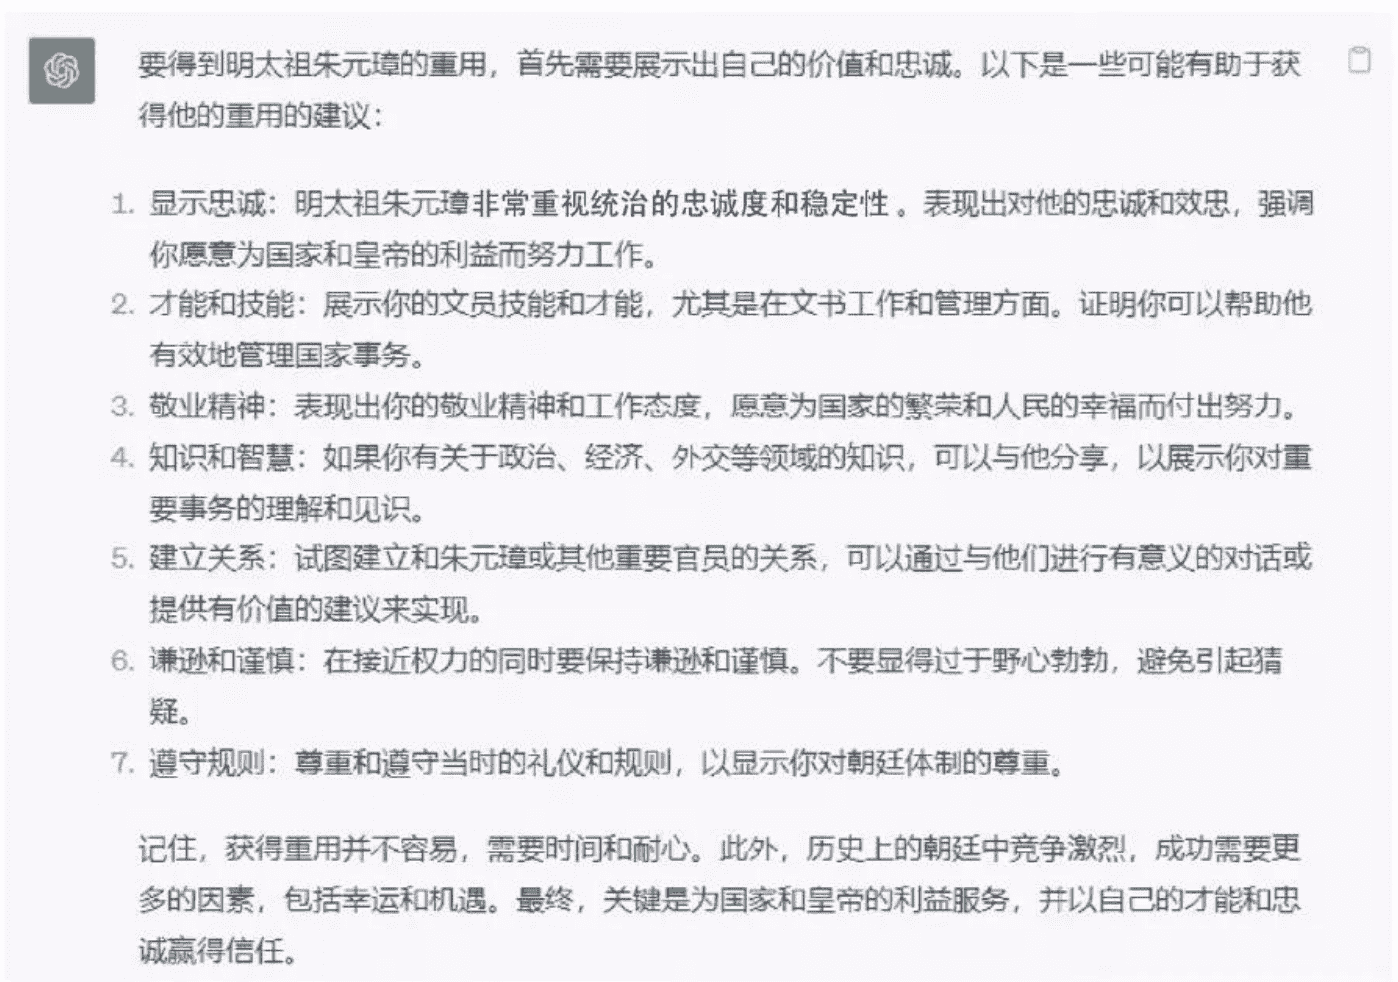 要得到明太祖朱元璋的重用，首先需要展示出自己的价值和忠诚。以下是一些可能有助于获
得他的重用的建议：
1. 显示忠诚：明太祖朱元璋非常重视统治的忠诚度和稳定性。表现出对他的忠诚和效忠，强调
你愿意为国家和皇帝的利益而努力工作。
2. 才能和技能：展示你的文员技能和才能，尤其是在文书工作和管理方面。证明你可以帮助他
有效地管理国家事务。
3. 敬业精神：表现出你的敬业精神和工作态度，愿意为国家的繁荣和人民的幸福而付出努力。
4. 知识和智慧：如果你有关于政治、经济、外交等领域的知识，可以与他分享，以展示你对重
要事务的理解和见识。
5. 建立关系：试图建立和朱元璋或其他重要官员的关系，可以通过与他们进行有意义的对话或
提供有价值的建议来实现。
6. 谦逊和谨慎：在接近权力的同时要保持谦逊和谨慎。不要显得过于野心勃勃，避免引起猜
疑。
7. 遵守规则：尊重和遵守当时的礼仪和规则，以显示你对朝廷体制的尊重。
记住，获得重用并不容易，需要时间和耐心。此外，历史上的朝廷中竞争激烈，成功需要更
多的因素，包括幸运和机遇。最终，关键是为国家和皇帝的利益服务，并以自己的才能和忠
诚赢得信任。